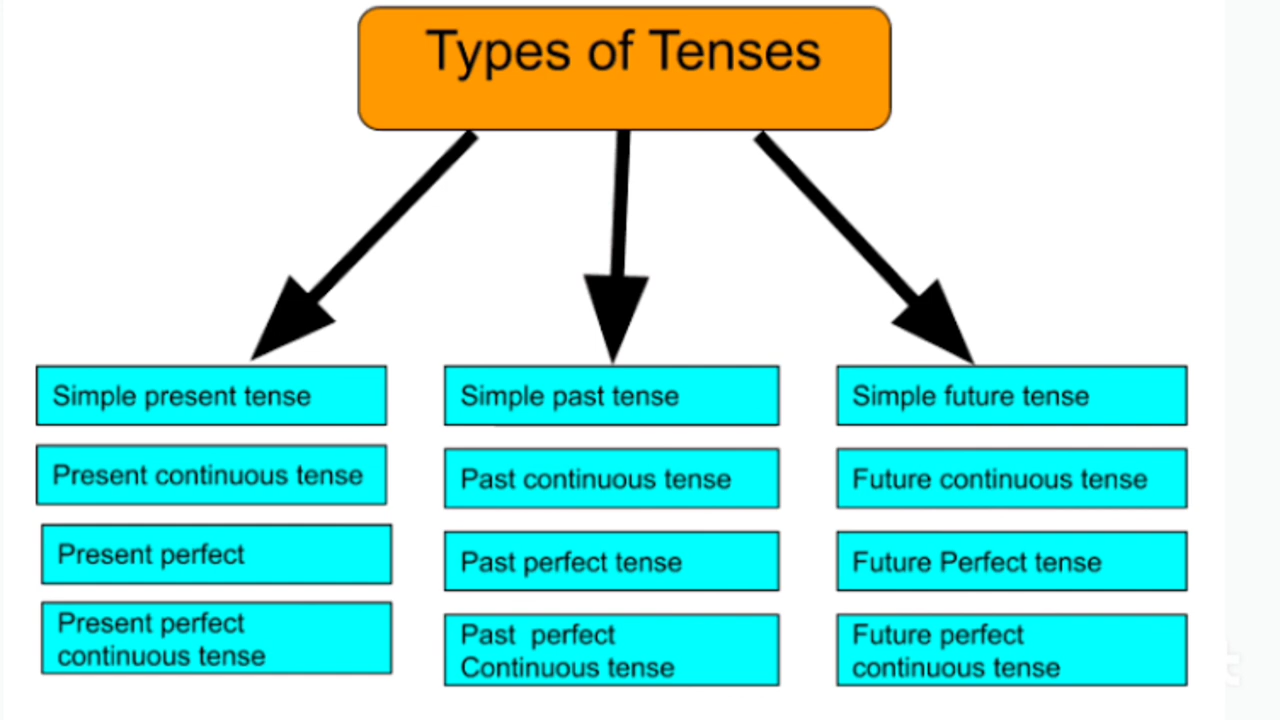 Types of Tenses
Simple present tense
Present continuous tense
Present perfect
Present perfect
continuous tense
Simple past tense
Past continuous tense
Past perfect tense
Past  perfect
Continuous tense
Simple future tense
Future continuous tense
Future Perfect tense
Future perfect
continuous tense